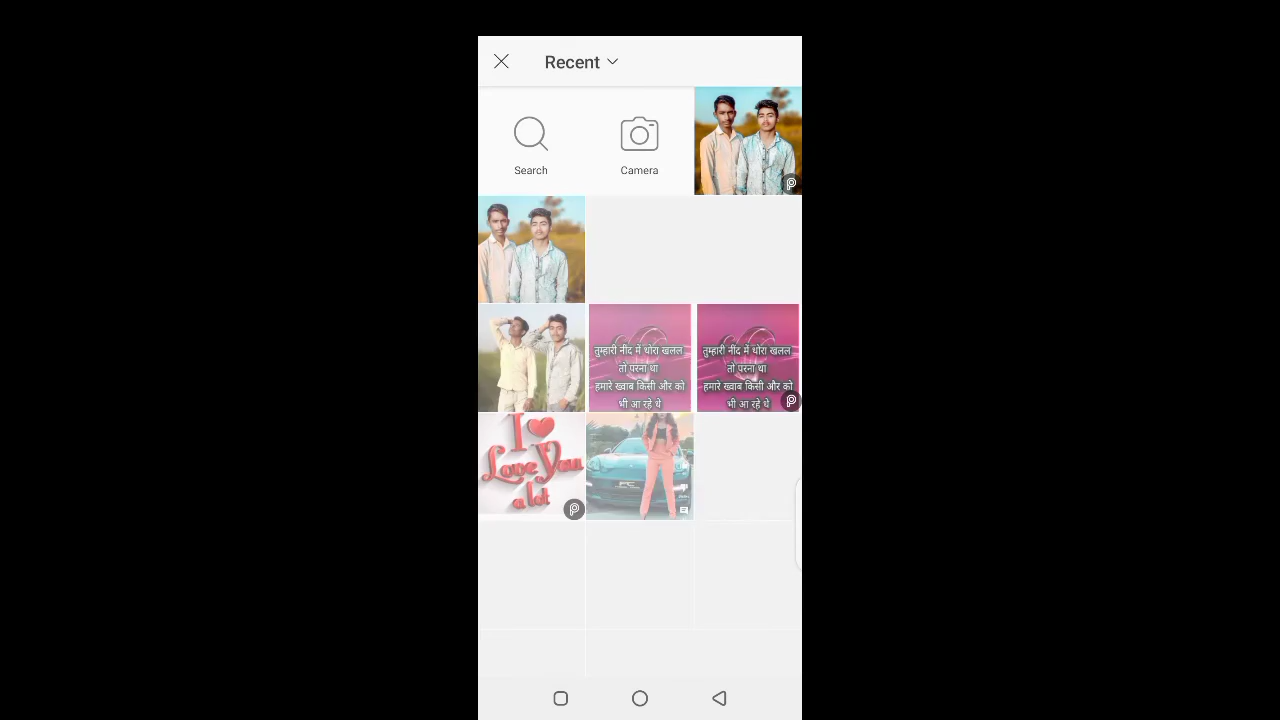 Recent
Search
Camera
तुम्हारी नींद में थोरा खलल
तो परना था
हमारे ख्वाब किसी और को
भी आ रहे थे
तुम्हारी नींद में थोरा खलल
तो परना था
हमारे ख्वाब किसी और को
भी आ रहे थे
I
Love You
a lot